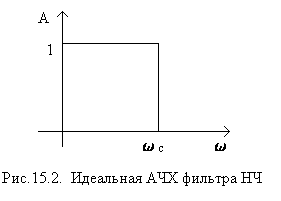 А
1
ω с
ω
Рис.15.2. Идеальная АЧХ фильтра НЧ